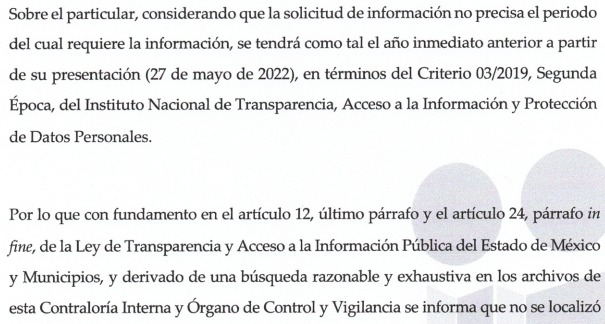 Sobre el particular, considerando que la solicitud de información no precisa el periodo
del cual requiere la información, se tendrá como tal el año inmediato anterior a partir
de su presentación (27 de mayo de 2022), en términos del Criterio 03/2019, Segunda
Época, del Instituto Nacional de Transparencia, Acceso a la Información y Protección
de Datos Personales.
Por lo que con fundamento en el artículo 12, último párrafo y el artículo 24, párrafo in
fine, de la Ley de Transparencia y Acceso a la Información Pública del Estado de México
y Municipios, y derivado de una búsqueda razonable y exhaustiva en los archivos de
esta Contraloría Interna y Órgano de Control y Vigilancia se informa que no se localizó